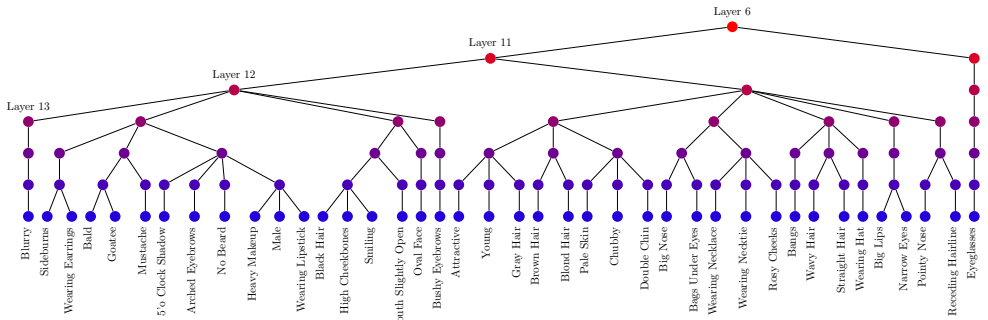 Layer 6
Layer 11
Layer 12
Layer 13
Blurry
Sideburns
Wearing Earrings
Bald
Goatee
Mustache
5'o Clock Shadow
Arched Eyebrows
No Beard
Heavy Makeup
Male
Wearing Lipstick
Black Hair
High Cheekbones
Smiling
outh Slightly Open
Oval Face
Bushy Eyebrows
Attractive
Young
Gray Hair
Brown Hair
Blond Hair
Pale Skin
Chubby
Double Chin
Big Nose
Bags Under Eyes
Wearing Necklace
Wearing Necktie
Rosy Cheeks
Bangs
Wavy Hair
Straight Hair
Wearing Hat
Big Lips
Narrow Eyes
Pointy Nose
Receding Hairline
Eyeglasses